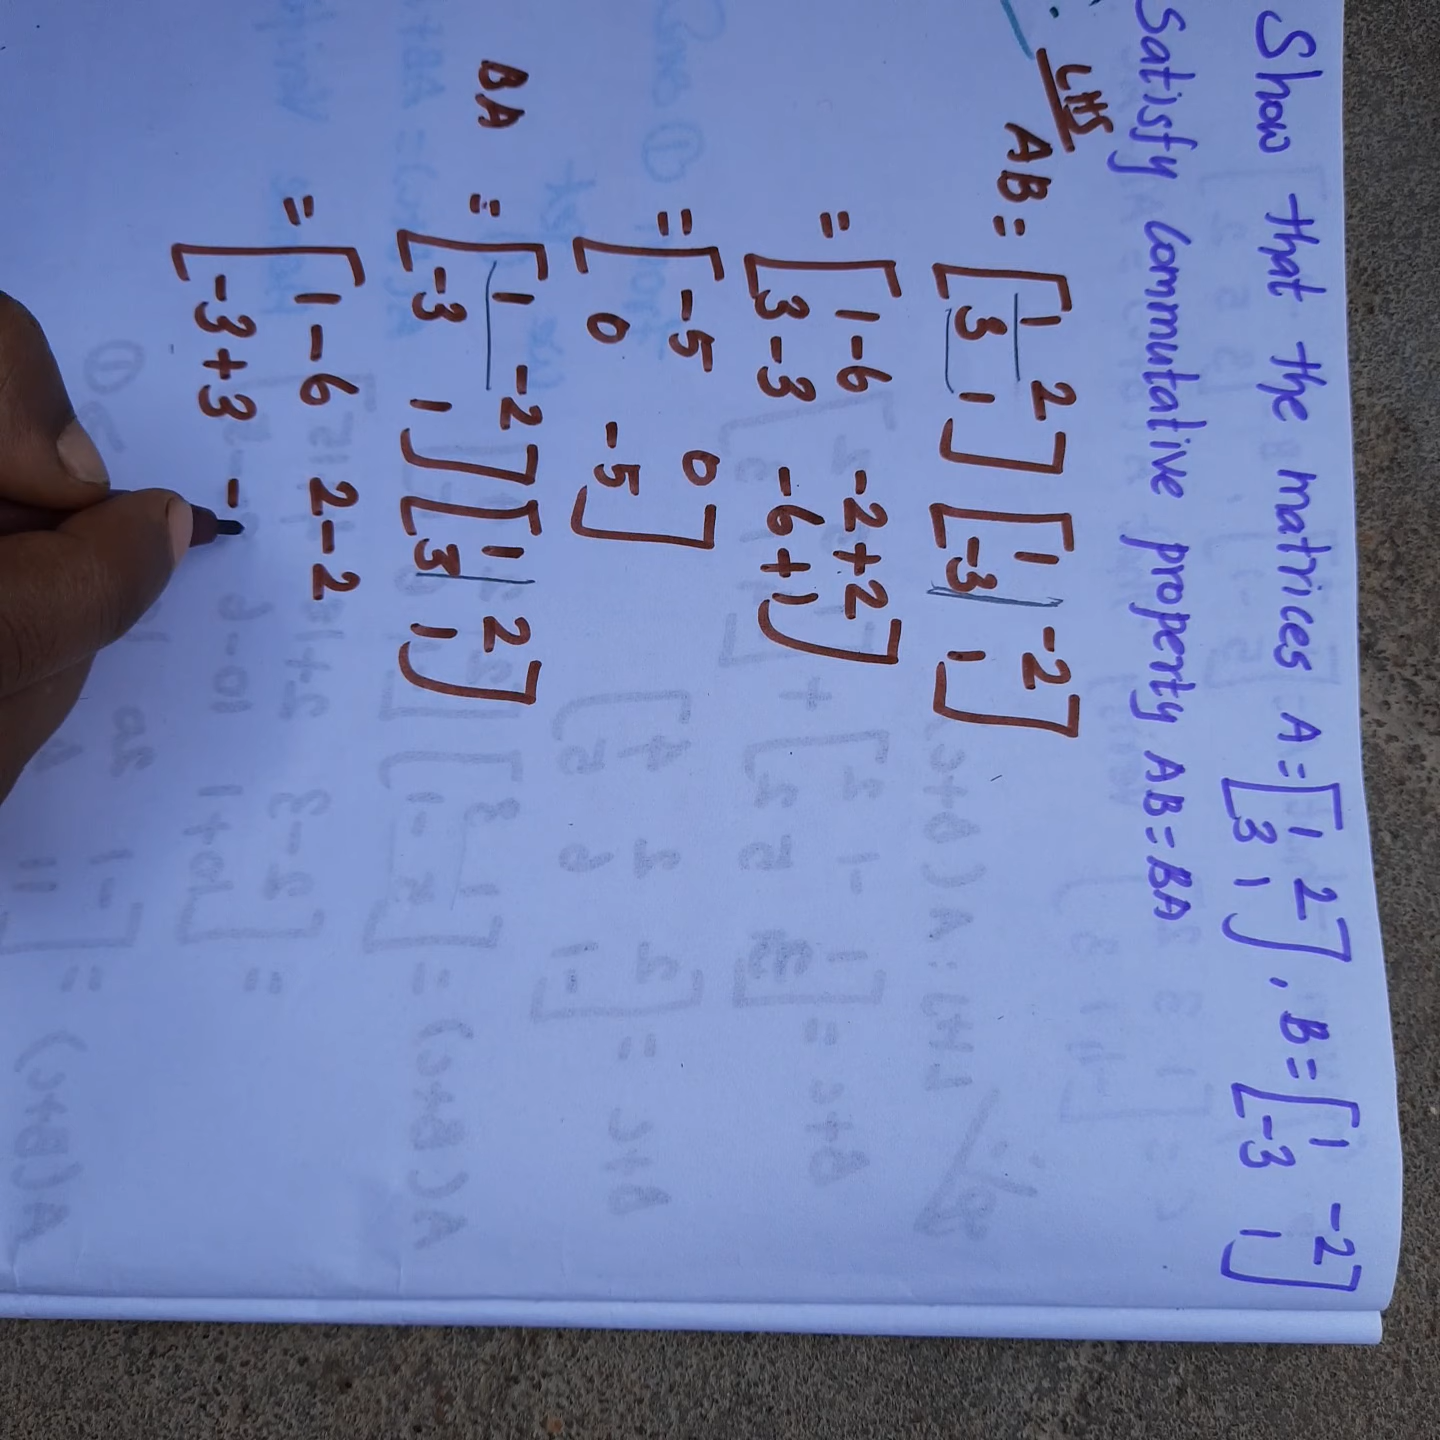 Show that the matrices A = [1 2
3 1], B = [1 -2
-3 1]
Satisfy commutative property AB = BA
LHS
AB = [1 2
3 1] [1 -2
-3 1]
= [1-6 -2+2
3-3 -6+1]
= [-5 0
0 -5]
BA = [1 -2
-3 1] [1 2
3 1]
= [1-6 2-2
-3+3 -